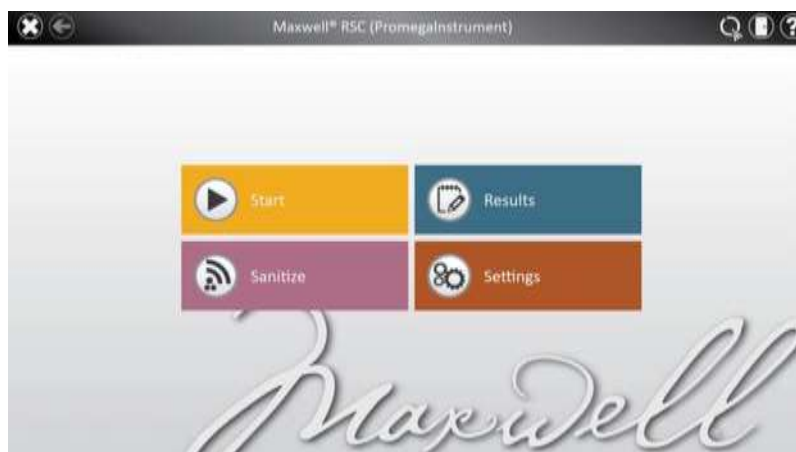 Maxwell® RSC (PromegaInstrument)
?
Start
Results
Sanitize
Settings
Maxwell